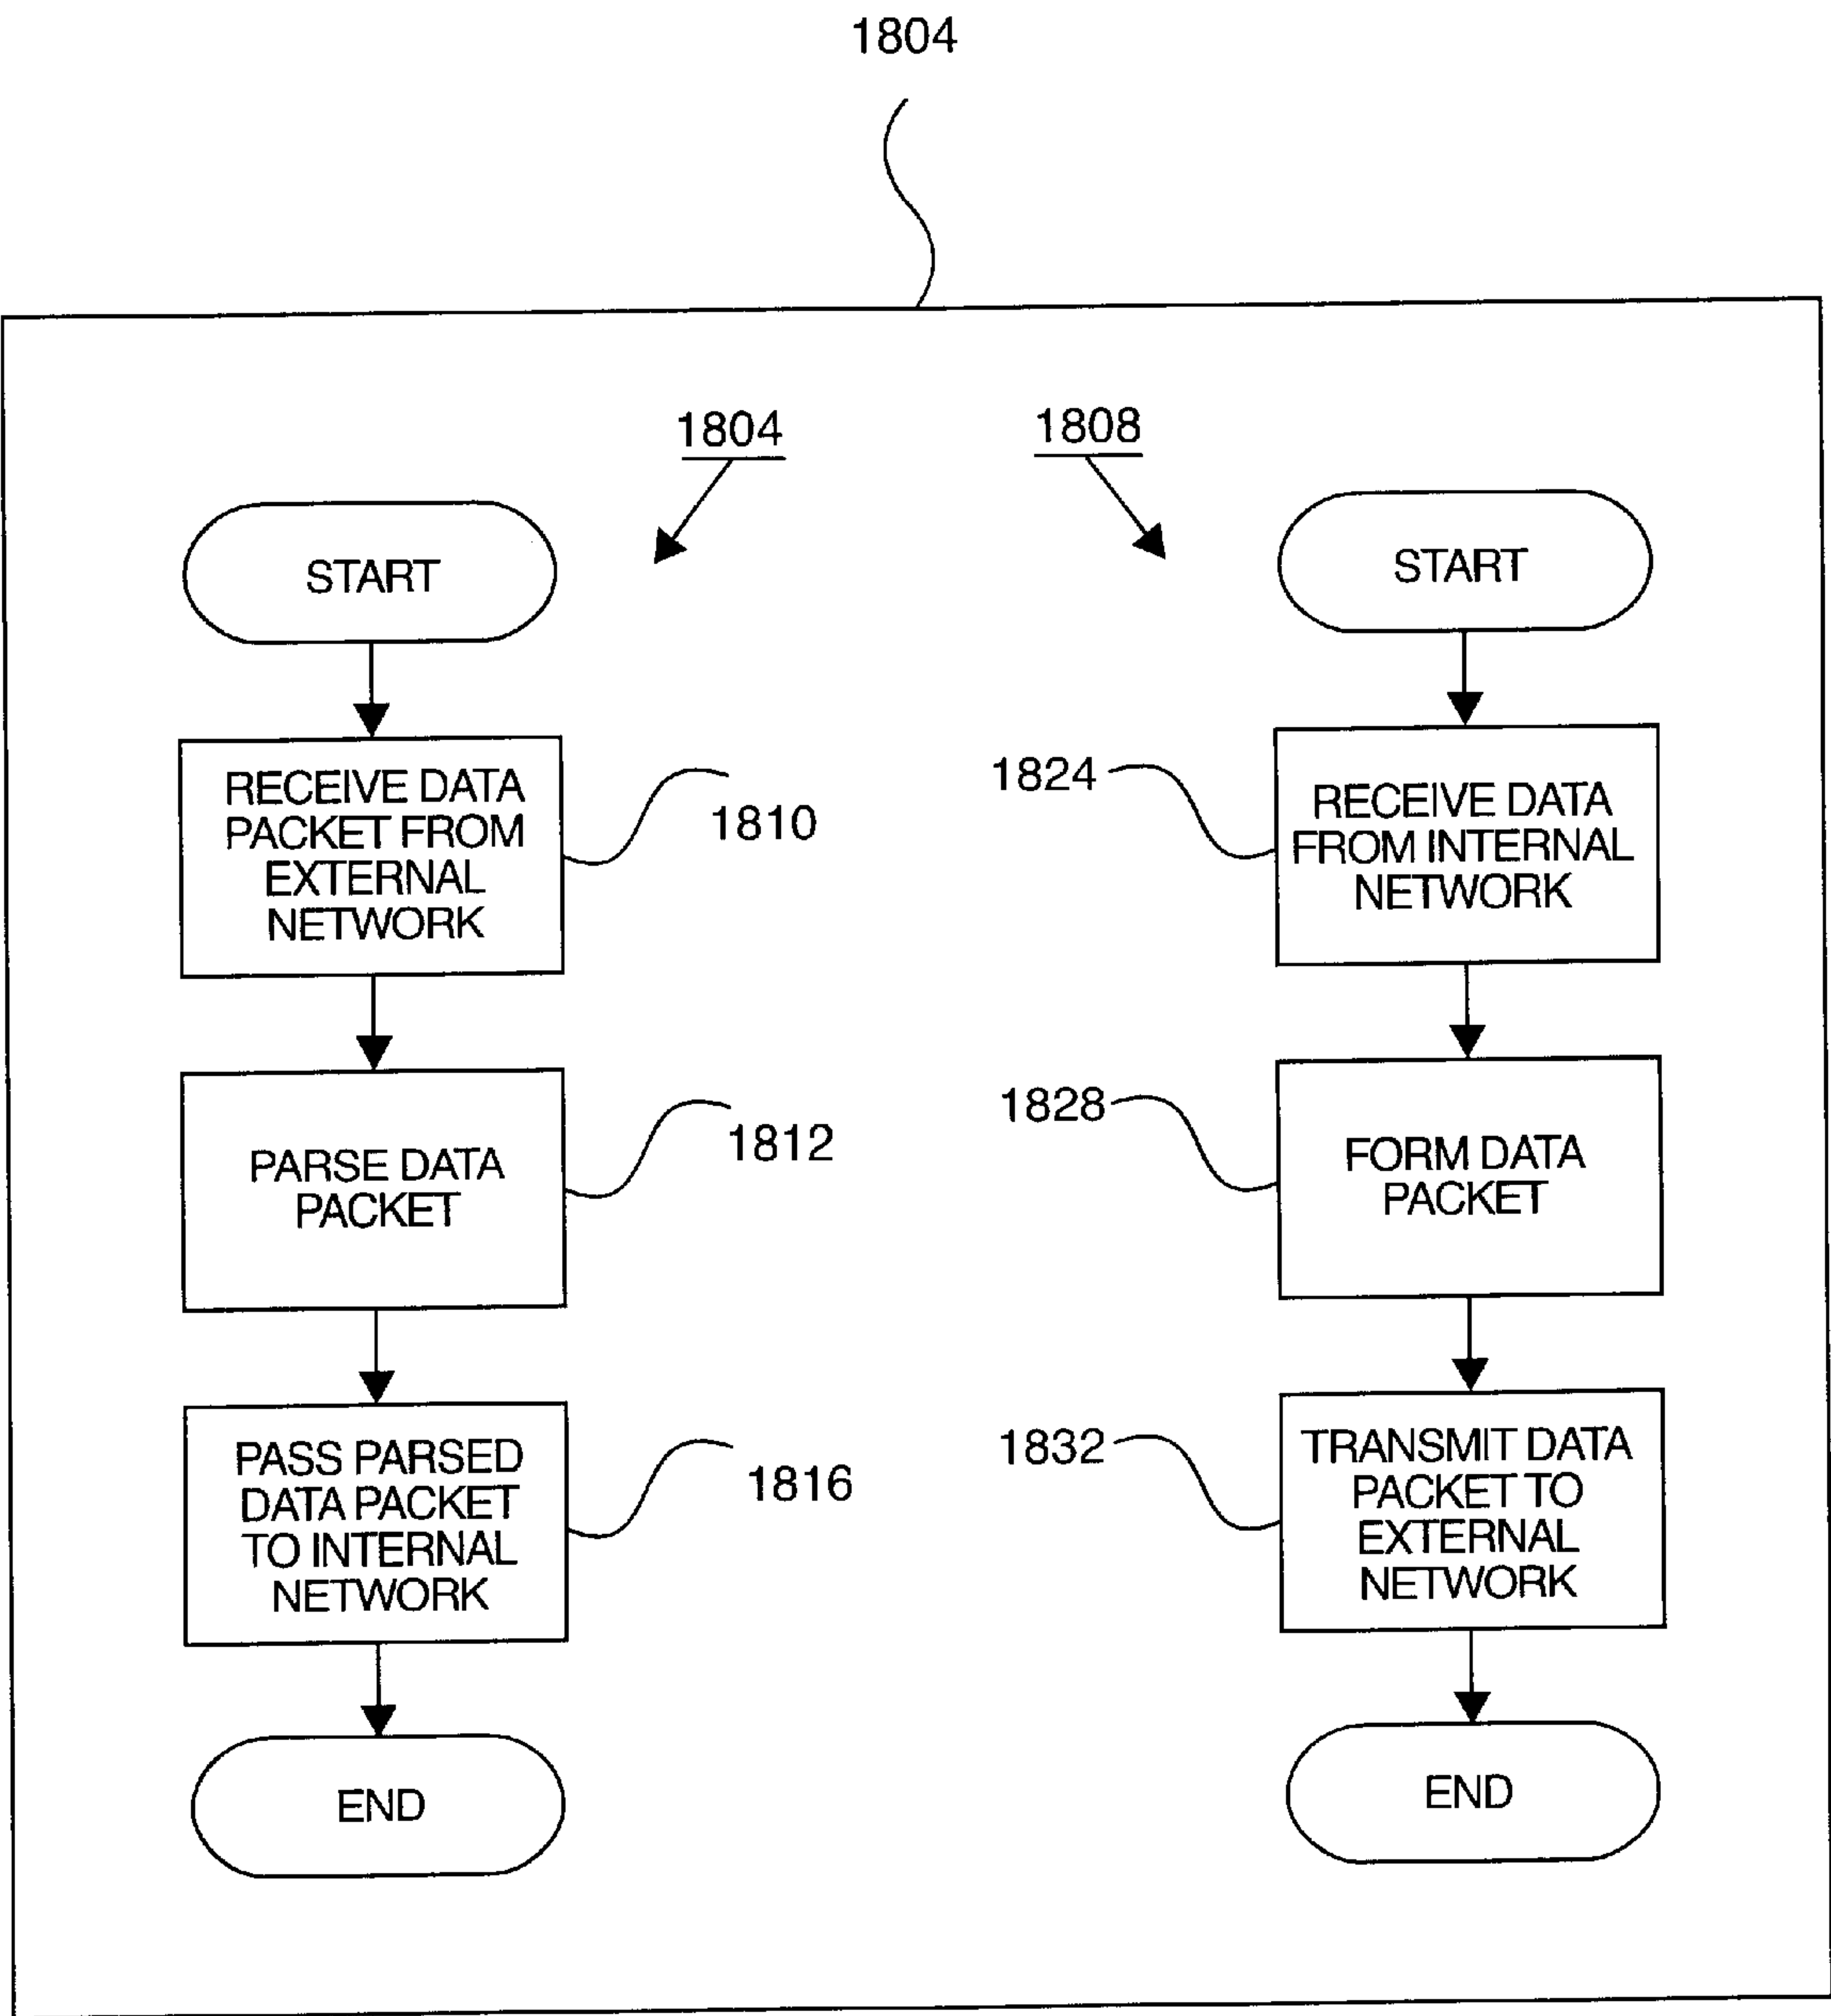 1804
1804
1808
START
RECEIVE DATA
PACKET FROM
EXTERNAL
NETWORK
1810
PARSE DATA
PACKET
1812
PASS PARSED
DATA PACKET
TO INTERNAL
NETWORK
1816
END
START
1824
RECEIVE DATA
FROM INTERNAL
NETWORK
1828
FORM DATA
PACKET
1832
TRANSMIT DATA
PACKET TO
EXTERNAL
NETWORK
END